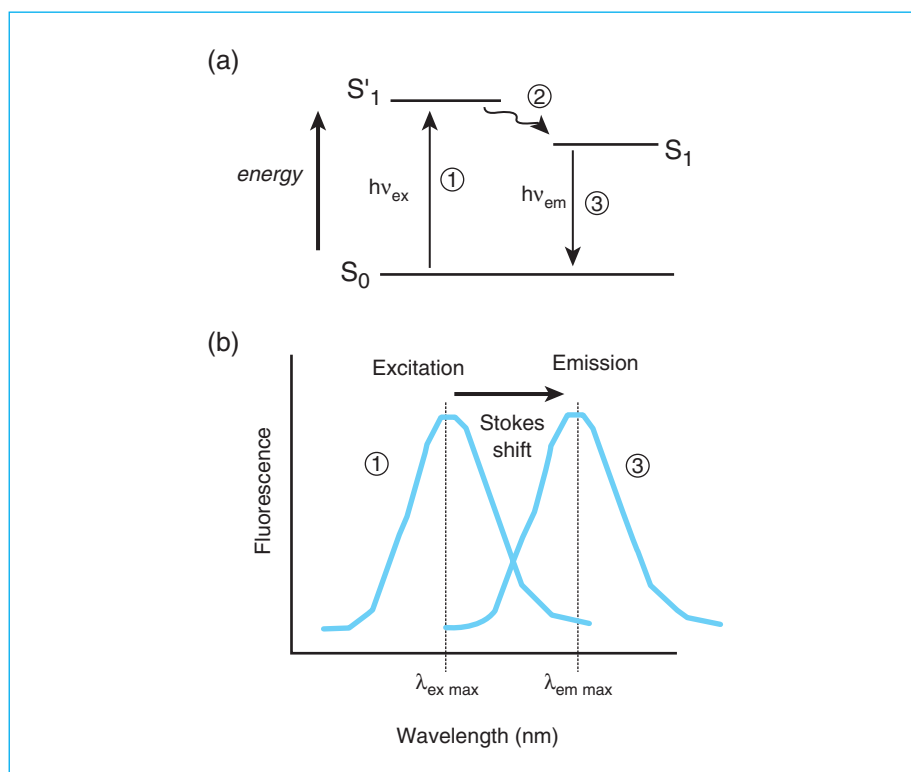 (a)
S'1
②
S1
energy
hνex
①
hνem
③
S0
(b)
Excitation
Emission
Stokes
shift
①
③
Fluorescence
λex max
λem max
Wavelength (nm)